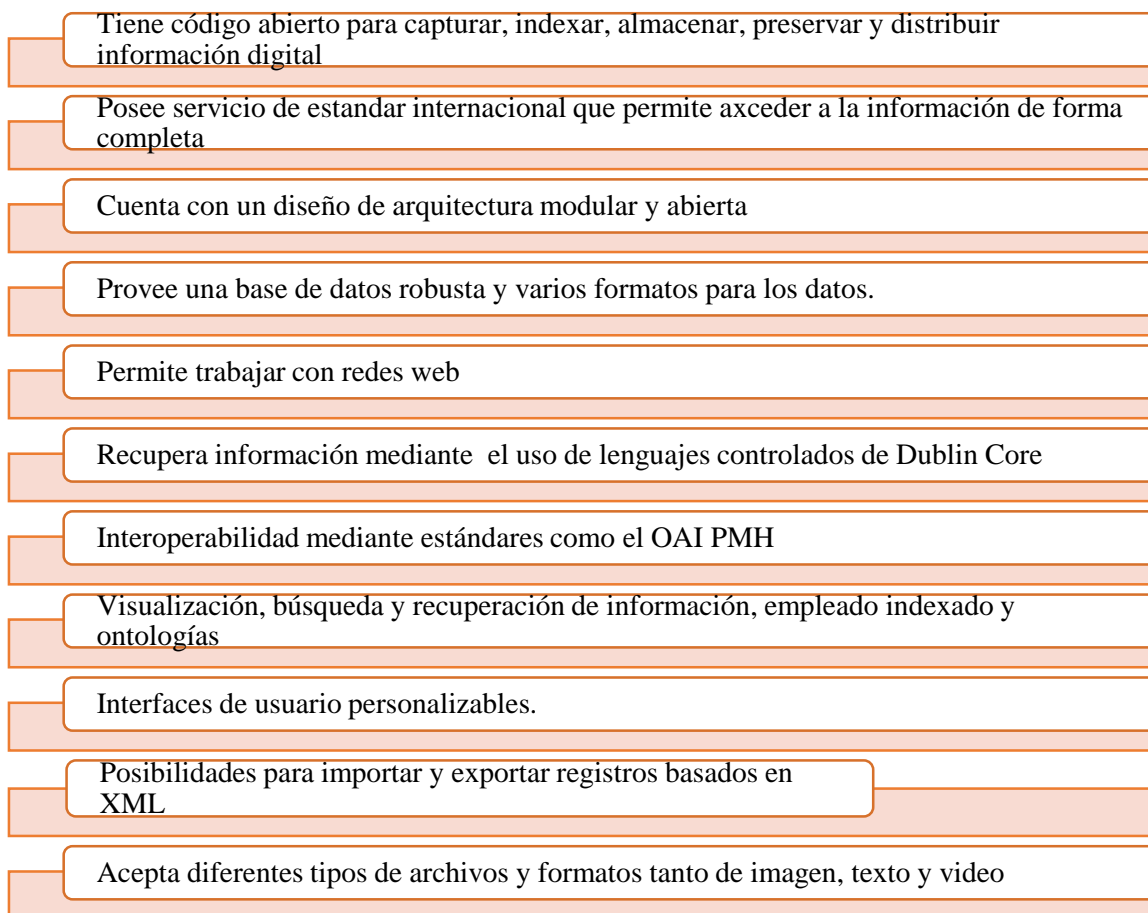 Tiene código abierto para capturar, indexar, almacenar, preservar y distribuir
información digital
Posee servicio de estandar internacional que permite axceder a la información de forma
completa
Cuenta con un diseño de arquitectura modular y abierta
Provee una base de datos robusta y varios formatos para los datos.
Permite trabajar con redes web
Recupera información mediante  el uso de lenguajes controlados de Dublin Core
Interoperabilidad mediante estándares como el OAI PMH
Visualización, búsqueda y recuperación de información, empleado indexado y
ontologías
Interfaces de usuario personalizables.
Posibilidades para importar y exportar registros basados en
XML
Acepta diferentes tipos de archivos y formatos tanto de imagen, texto y video